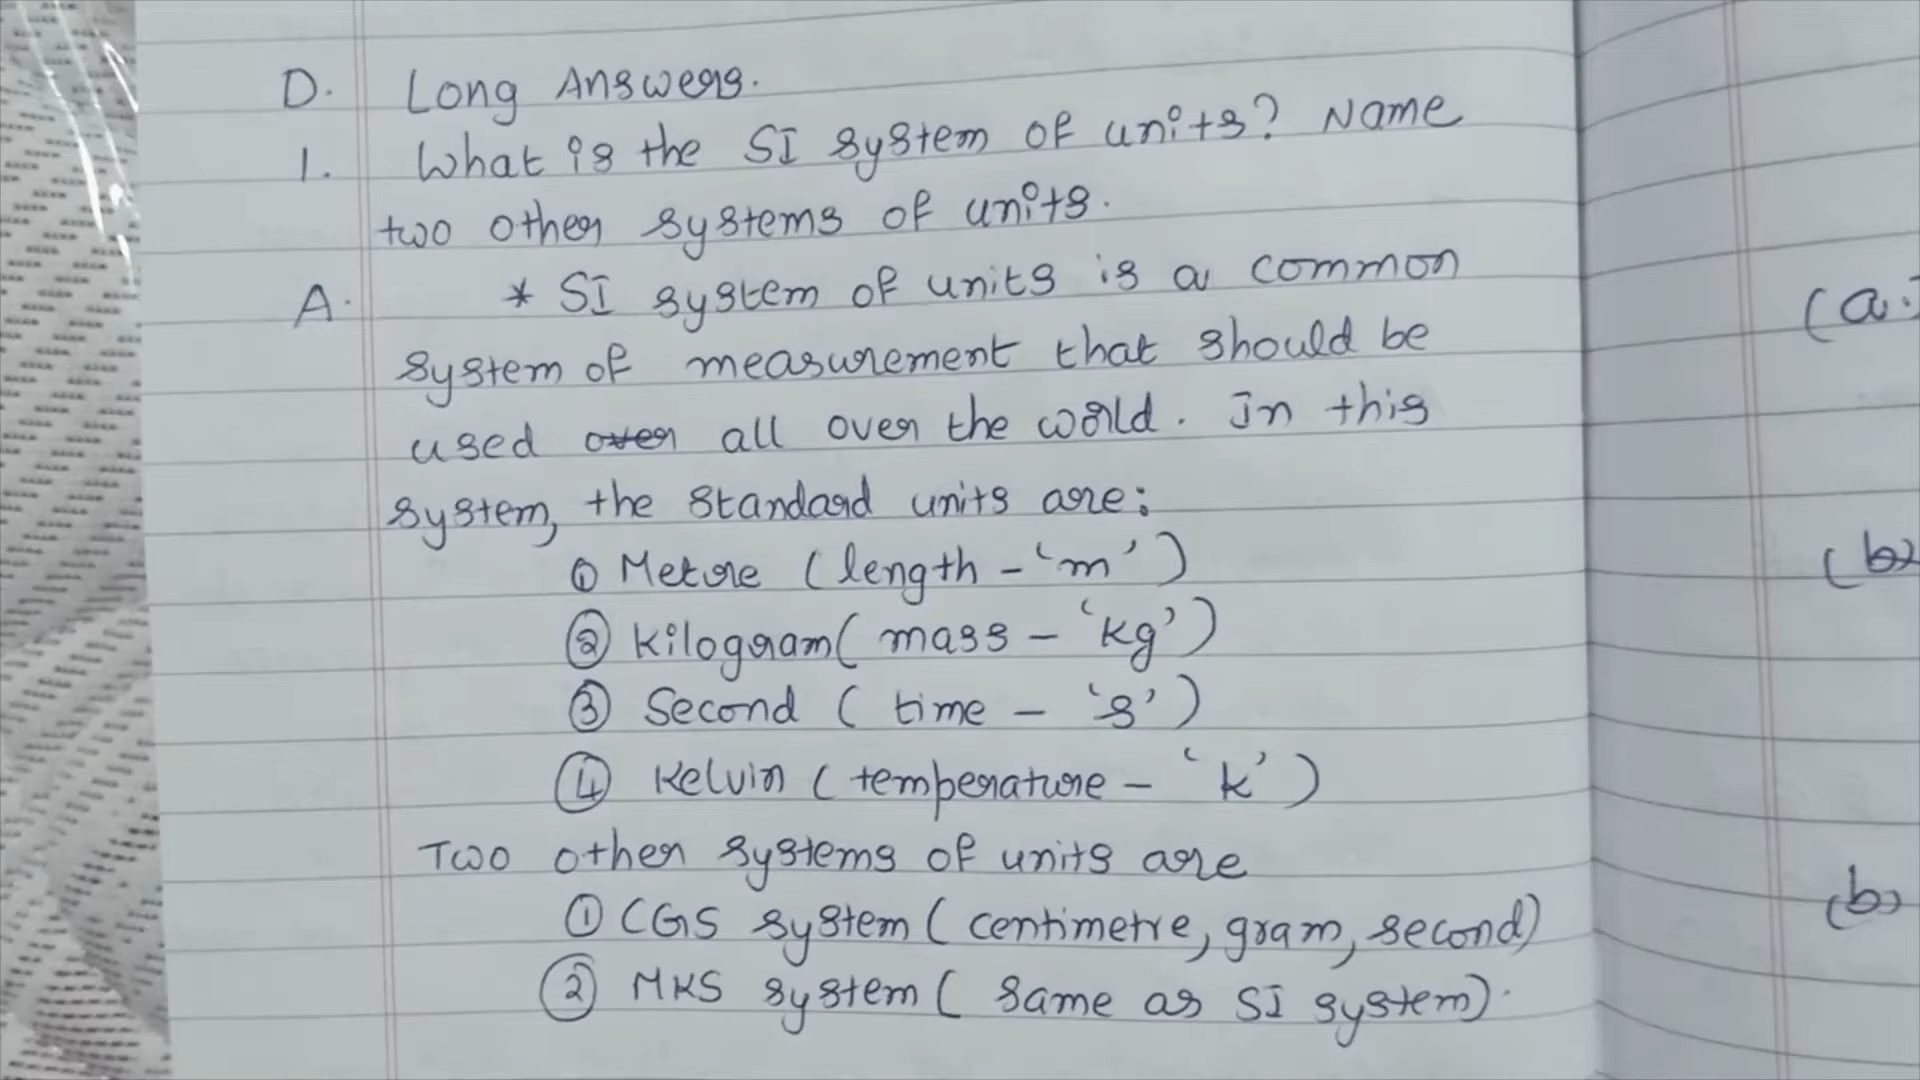 D. Long Answers.
1. What is the SI system of units? Name
two other systems of units.
A. * SI system of units is a common
system of measurement that should be
used over all over the world. In this
system, the standard units are:
① Metre (length - 'm')
② Kilogram (mass - 'kg')
③ Second (time - 's')
④ Kelvin (temperature - 'k')
Two other systems of units are
① CGS system (centimetre, gram, second)
② MKS system (same as SI system).
(a.
(b)
(b)